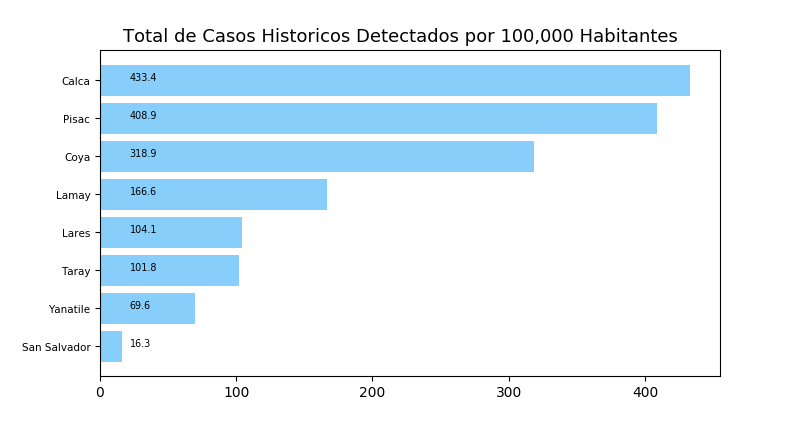 Total de Casos Historicos Detectados por 100,000 Habitantes
Calca 433.4
Pisac 408.9
Coya 318.9
Lamay 166.6
Lares 104.1
Taray 101.8
Yanatile 69.6
San Salvador 16.3
0 100 200 300 400